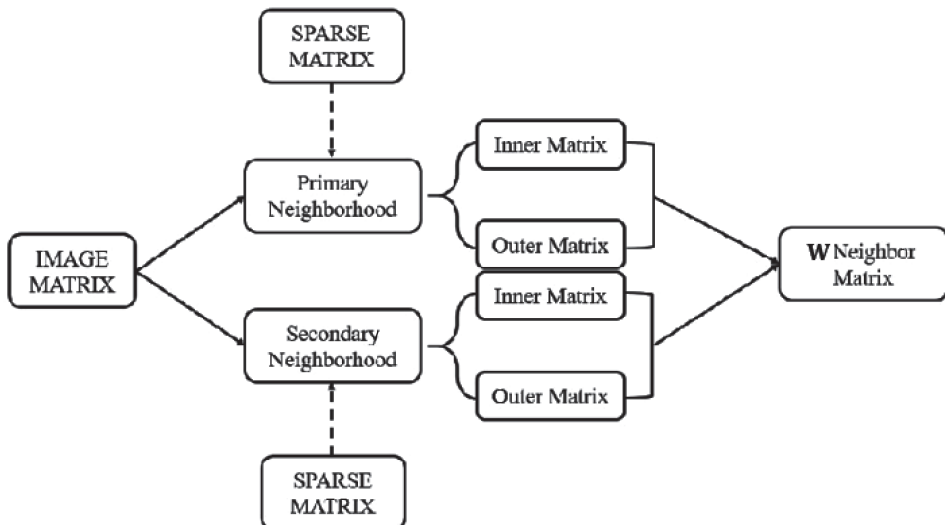 SPARSE
MATRIX
Inner Matrix
Primary
Neighborhood
Outer Matrix
IMAGE
MATRIX
W Neighbor
Matrix
Inner Matrix
Secondary
Neighborhood
Outer Matrix
SPARSE
MATRIX